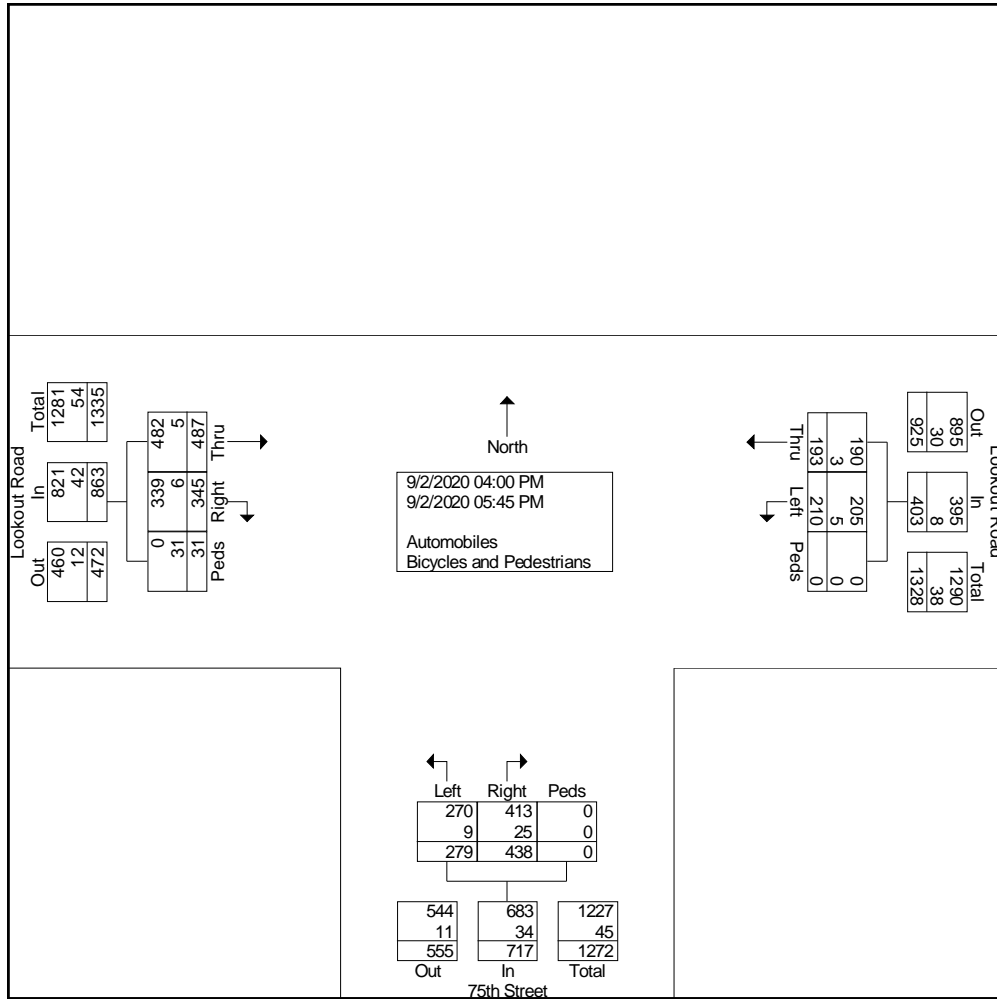 Lookout Road
Total
1281
54
1335
In
821
42
863
Out
460
12
472
Thru
482
5
487
Right
339
6
345
Peds
0
31
31
North
9/2/2020 04:00 PM
9/2/2020 05:45 PM
Automobiles
Bicycles and Pedestrians
Thru
190
3
193
Left
205
5
210
Peds
0
0
0
Lookout Road
Out
895
30
925
In
395
8
403
Total
1290
38
1328
Left Right Peds
270 413 0
9 25 0
279 438 0
544 683 1227
11 34 45
555 717 1272
Out In Total
75th Street